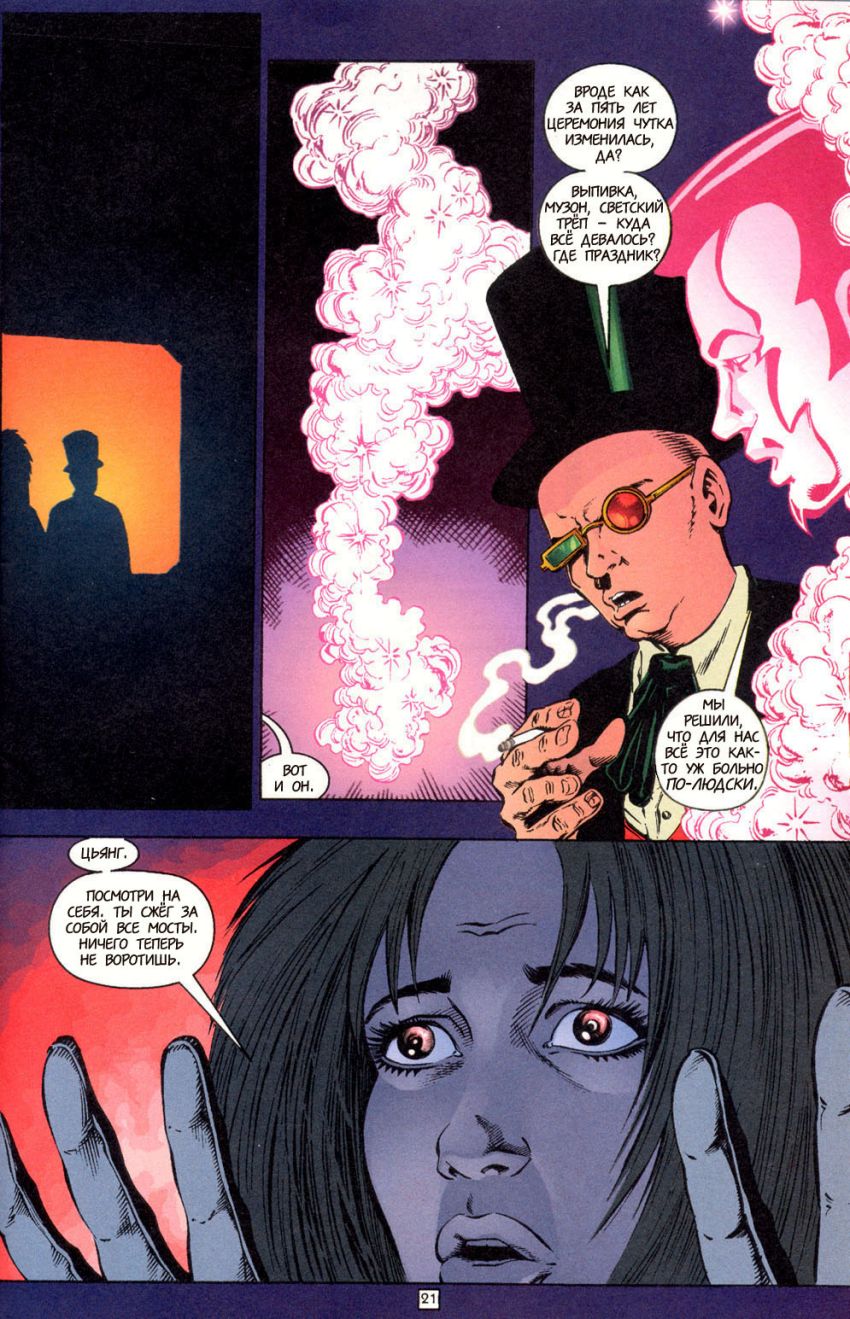 ВРОДЕ КАК
ЗА ПЯТЬ ЛЕТ
ЦЕРЕМОНИЯ ЧУТКА
ИЗМЕНИЛАСЬ,
ДА?
ВЫПИВКА,
МУЗОН, СВЕТСКИЙ
ТРЁП – КУДА
ВСЁ ДЕВАЛОСЬ?
ГДЕ ПРАЗДНИК?
МЫ
РЕШИЛИ,
ЧТО ДЛЯ НАС
ВСЁ ЭТО КАК-
ТО УЖ БОЛЬНО
ПО-ЛЮДСКИ.
ВОТ
И ОН.
ЦЬЯНГ.
ПОСМОТРИ НА
СЕБЯ. ТЫ СЖЁГ ЗА
СОБОЙ ВСЕ МОСТЫ.
НИЧЕГО ТЕПЕРЬ
НЕ ВОРОТИШЬ.
21